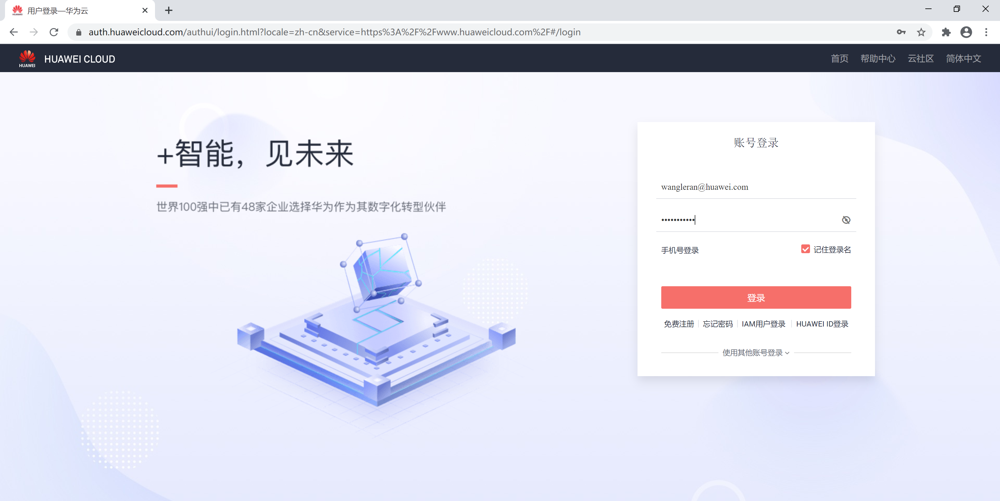 用户登录—华为云
auth.huaweicloud.com/authui/login.html?locale=zh-cn&service=https%3A%2F%2Fwww.huaweicloud.com%2F#/login
HUAWEI
HUAWEI CLOUD
首页 帮助中心 云社区 简体中文
+智能，见未来
世界100强中已有48家企业选择华为作为其数字化转型伙伴
账号登录
wangleran@huawei.com
•••••••••••
手机号登录 记住登录名
登录
免费注册 忘记密码 IAM用户登录 HUAWEI ID登录
使用其他账号登录